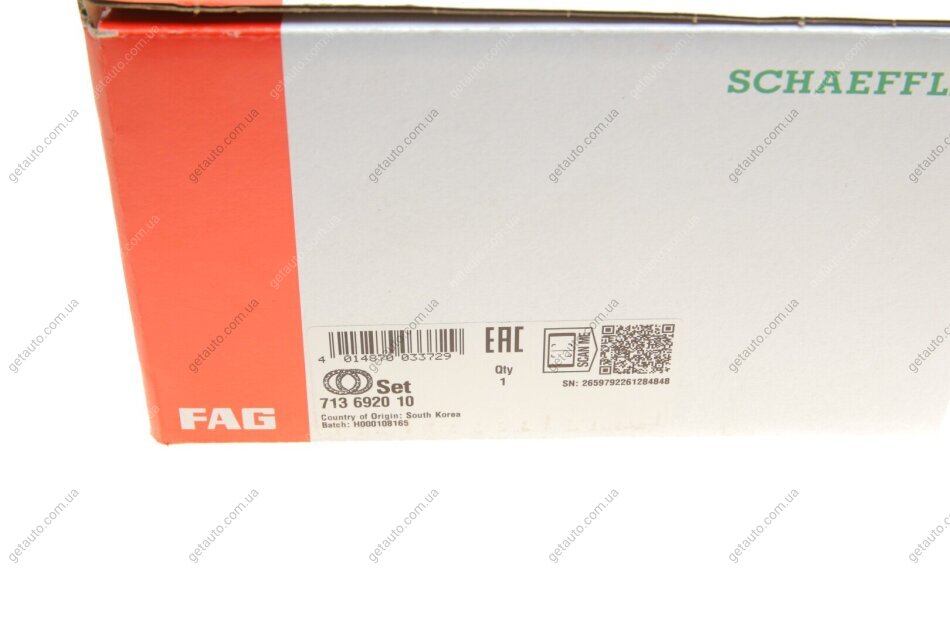 SCHAEFFL
4 014870 033729
EAC
Qty
1
SCAN ME
SN: 2659792261284848
Set
713 6920 10
Country of Origin: South Korea
Batch: H000108165
FAG
getauto.com.ua